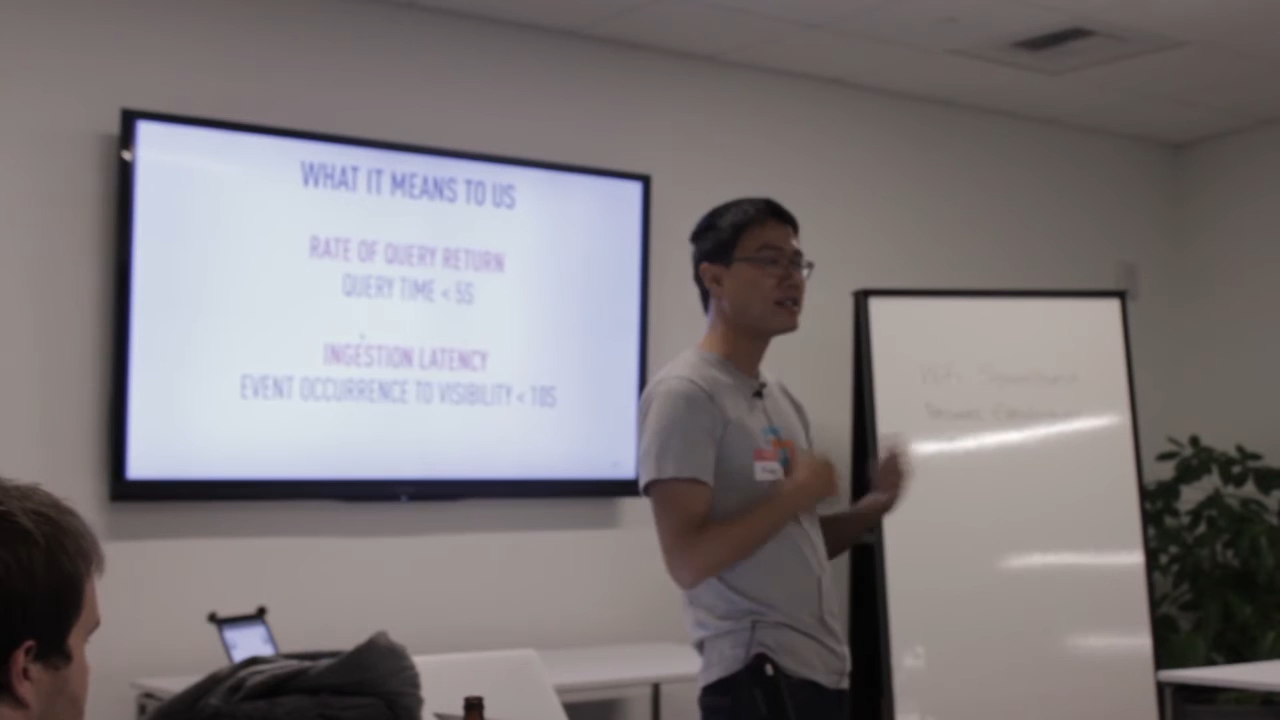 WHAT IT MEANS TO US
RATE OF QUERY RETURN
QUERY TIME < 5S
INGESTION LATENCY
EVENT OCCURRENCE TO VISIBILITY < 10S